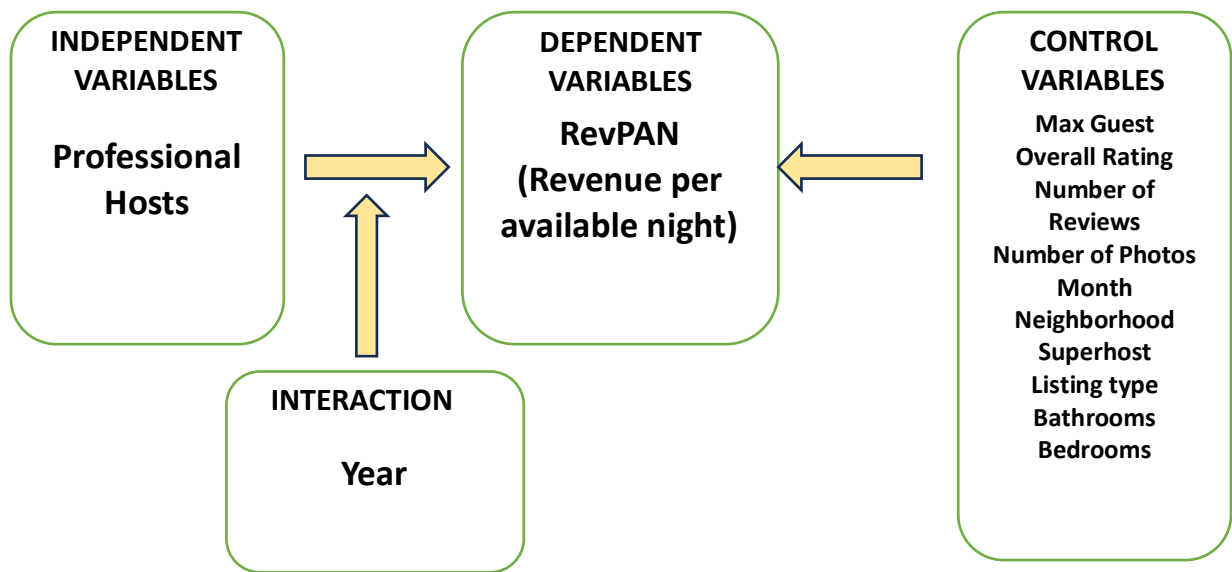 INDEPENDENT
VARIABLES
Professional
Hosts
DEPENDENT
VARIABLES
RevPAN
(Revenue per
available night)
CONTROL
VARIABLES
Max Guest
Overall Rating
Number of
Reviews
Number of Photos
Month
Neighborhood
Superhost
Listing type
Bathrooms
Bedrooms
INTERACTION
Year